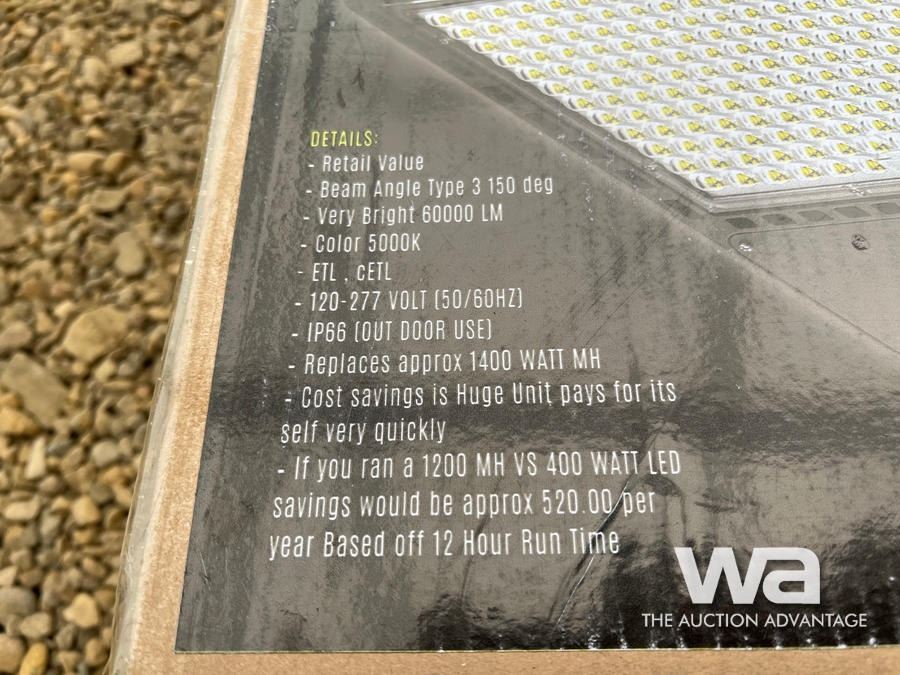 DETAILS:
- Retail Value
- Beam Angle Type 3 150 deg
- Very Bright 60000 LM
- Color 5000K
- ETL , cETL
- 120-277 VOLT (50/60HZ)
- IP66 (OUT DOOR USE)
- Replaces approx 1400 WATT MH
- Cost savings is Huge Unit pays for its
self very quickly
- If you ran a 1200 MH VS 400 WATT LED
savings would be approx 520.00 per
year Based off 12 Hour Run Time
wa
THE AUCTION ADVANTAGE